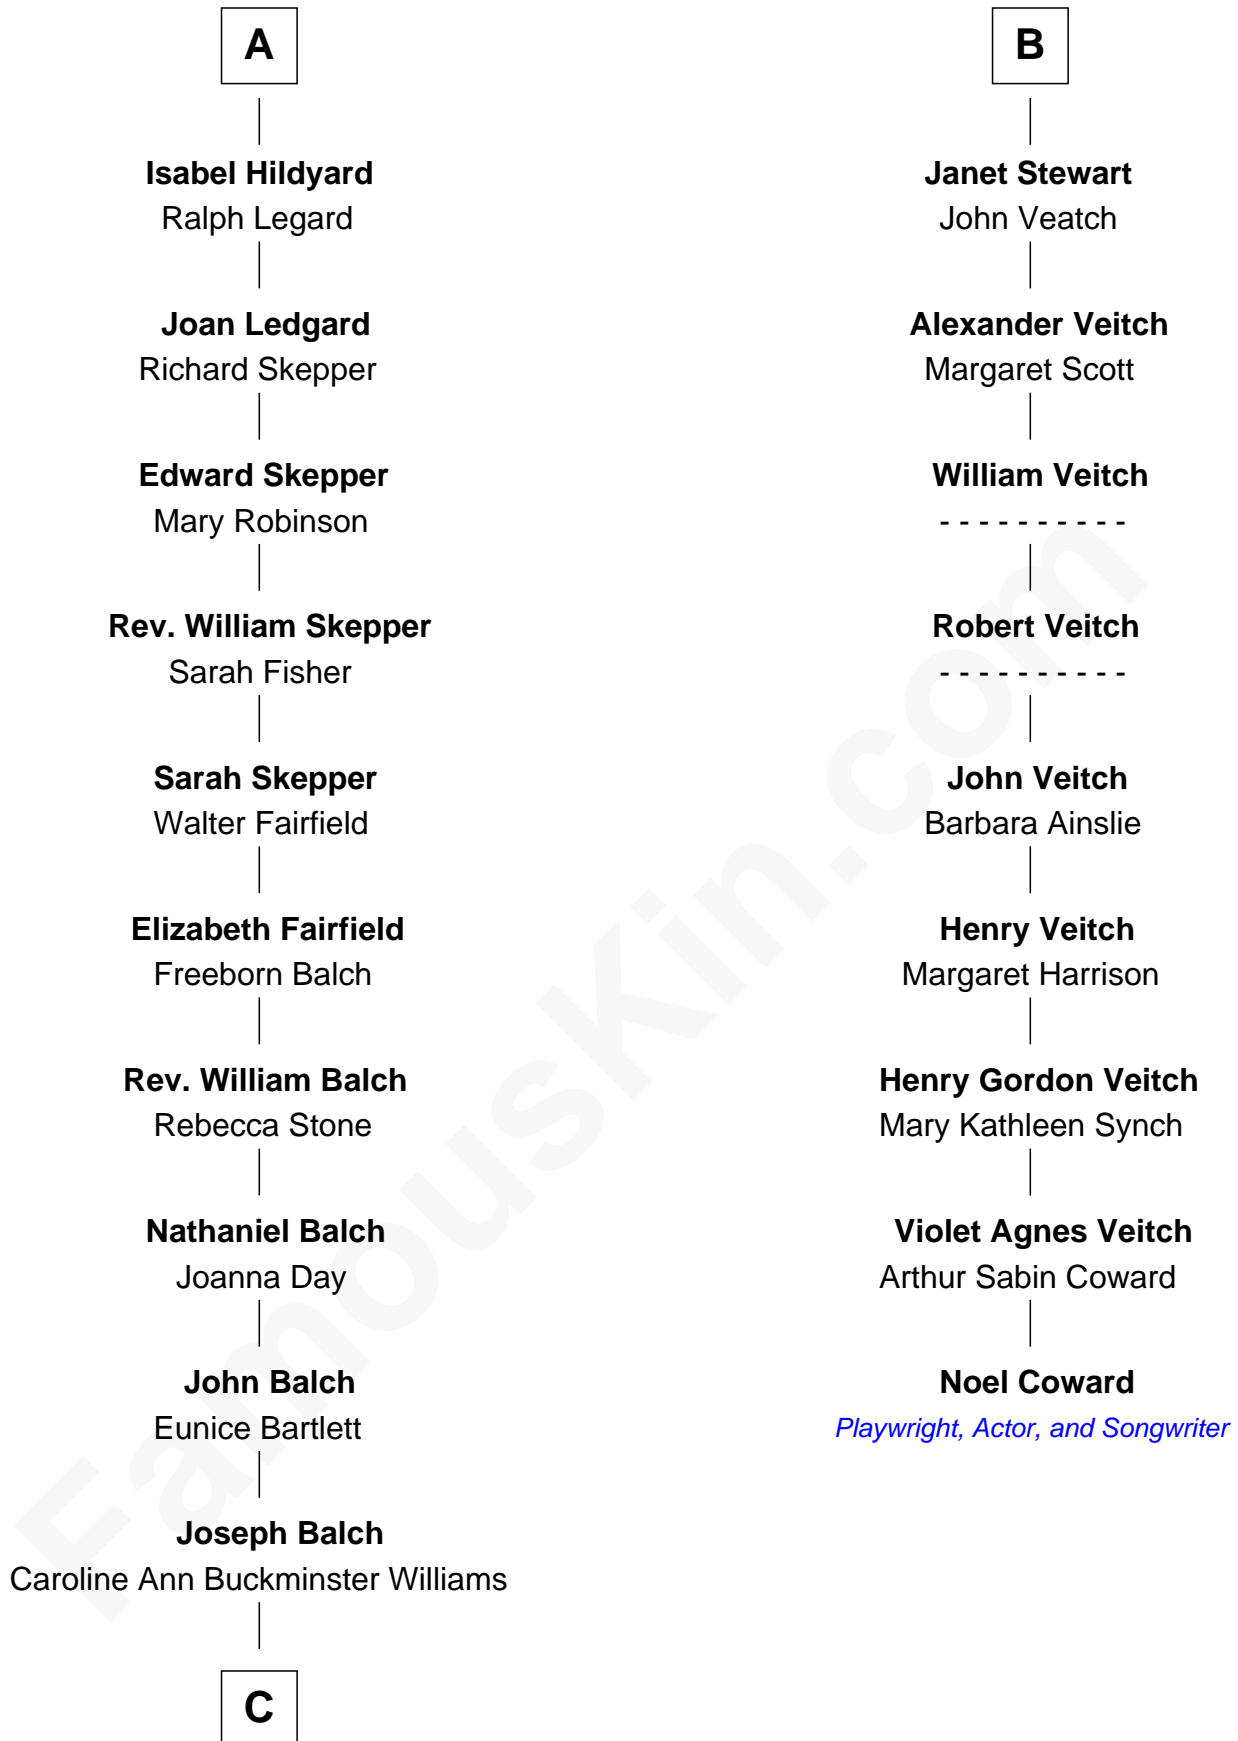 A
Isabel Hildyard
Ralph Legard
Joan Ledgard
Richard Skepper
Edward Skepper
Mary Robinson
Rev. William Skepper
Sarah Fisher
Sarah Skepper
Walter Fairfield
Elizabeth Fairfield
Freeborn Balch
Rev. William Balch
Rebecca Stone
Nathaniel Balch
Joanna Day
John Balch
Eunice Bartlett
Joseph Balch
Caroline Ann Buckminster Williams
C
B
Janet Stewart
John Veatch
Alexander Veitch
Margaret Scott
William Veitch
- - - - - - - - - -
Robert Veitch
- - - - - - - - - -
John Veitch
Barbara Ainslie
Henry Veitch
Margaret Harrison
Henry Gordon Veitch
Mary Kathleen Synch
Violet Agnes Veitch
Arthur Sabin Coward
Noel Coward
Playwright, Actor, and Songwriter
FamousKin.com